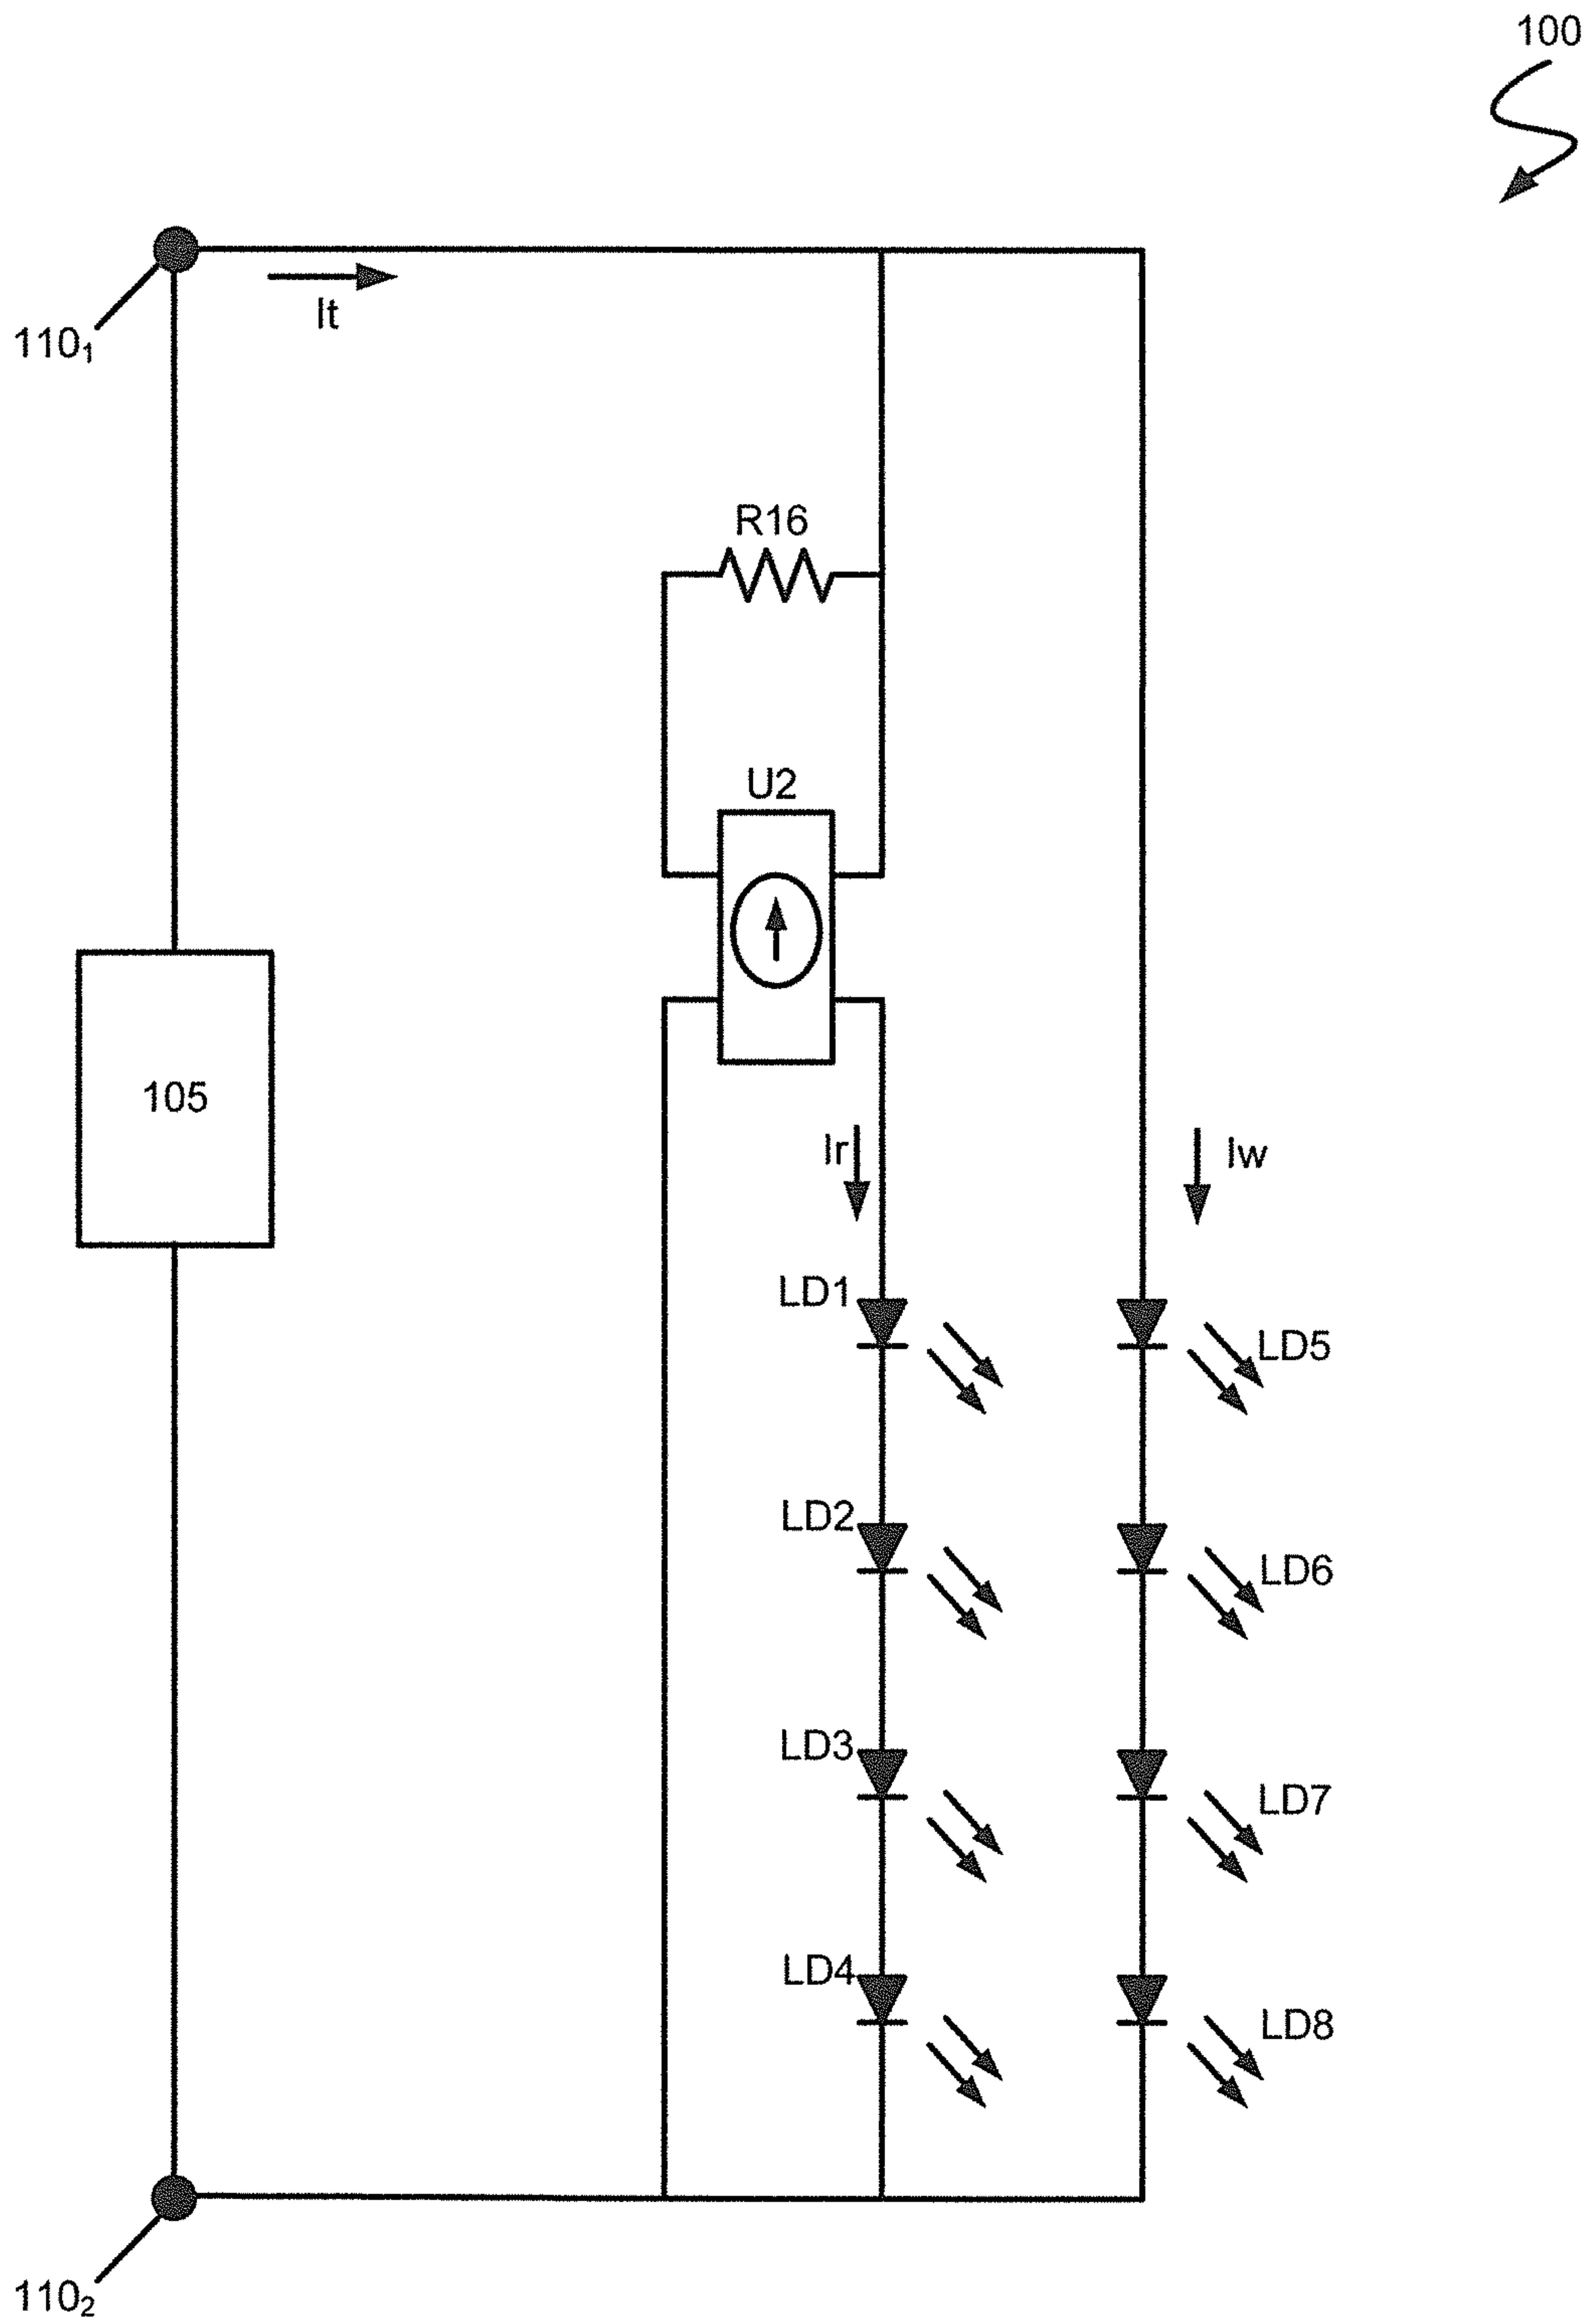 100
110₁
It
R16
U2
105
Ir
Iw
LD1
LD5
LD2
LD6
LD3
LD7
LD4
LD8
110₂